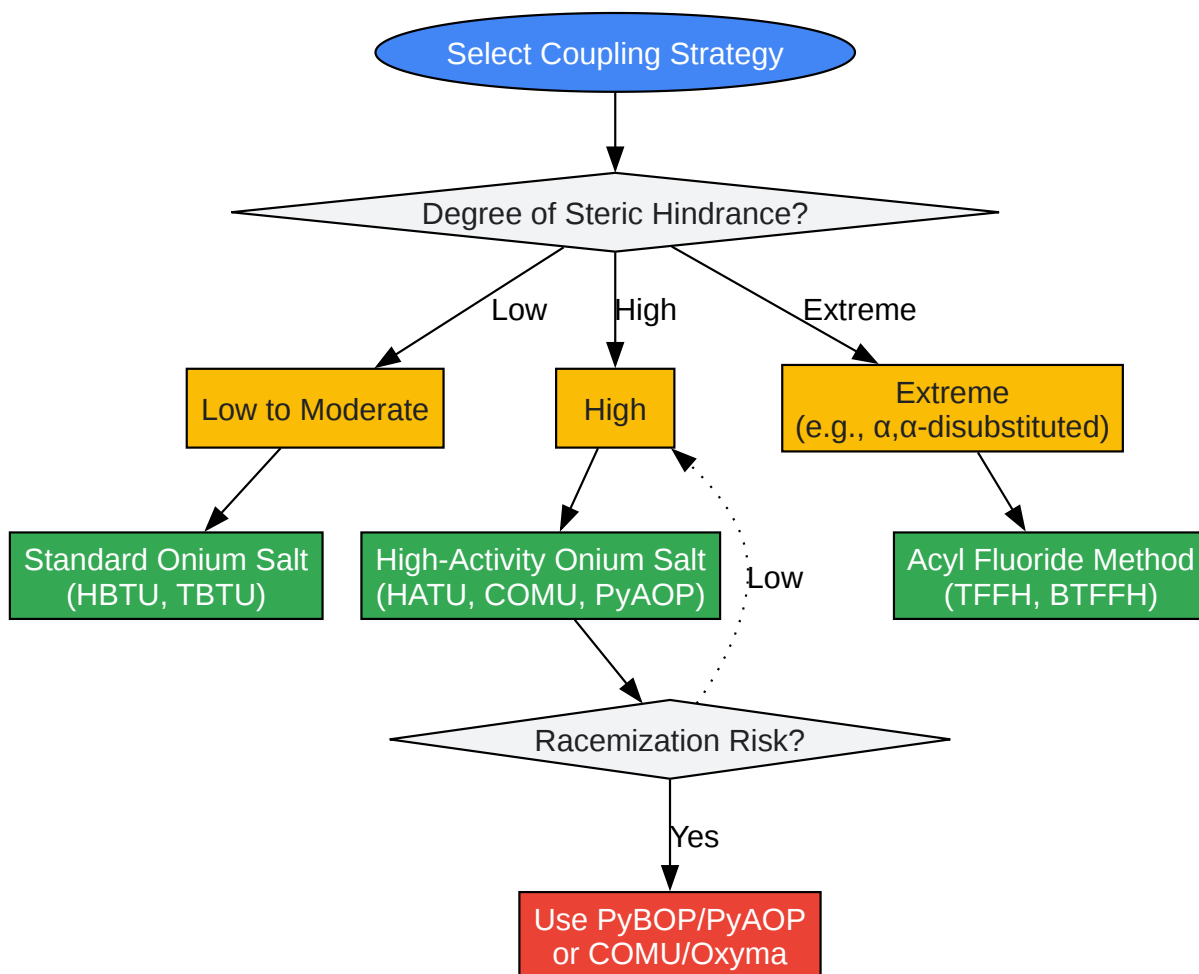 Select Coupling Strategy
Degree of Steric Hindrance?
Low
High
Extreme
Low to Moderate
High
Extreme
(e.g., α,α-disubstituted)
Standard Onium Salt
(HBTU, TBTU)
High-Activity Onium Salt
(HATU, COMU, PyAOP)
Low
Acyl Fluoride Method
(TFFH, BTFFH)
Racemization Risk?
Yes
Use PyBOP/PyAOP
or COMU/Oxyma